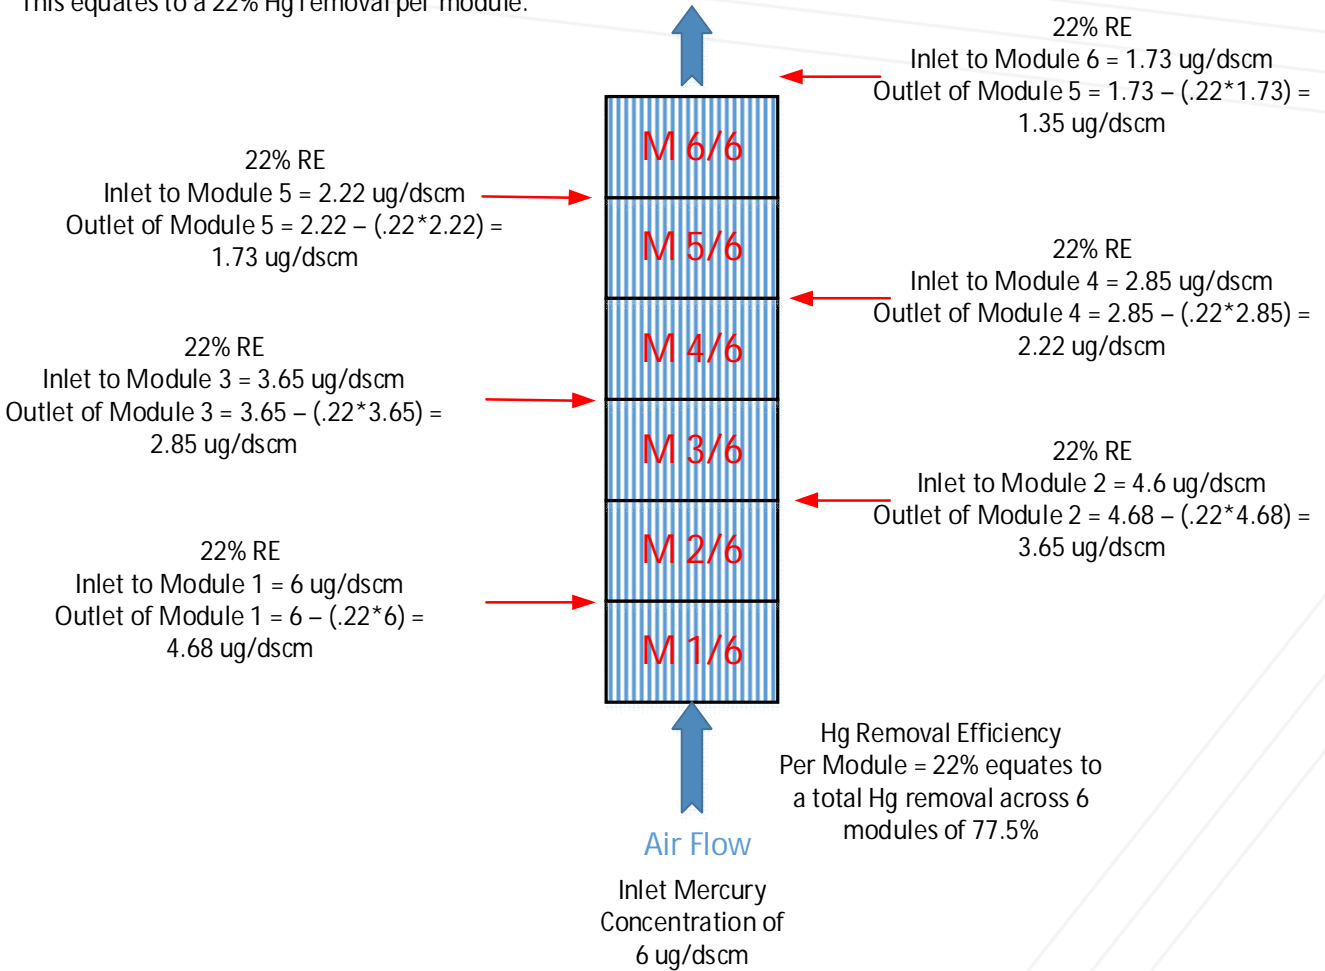 This equates to a 22% Hg removal per module.
22% RE
Inlet to Module 6 = 1.73 ug/dscm
Outlet of Module 5 = 1.73 – (.22*1.73) =
1.35 ug/dscm
M 6/6
22% RE
Inlet to Module 5 = 2.22 ug/dscm
Outlet of Module 5 = 2.22 – (.22*2.22) =
1.73 ug/dscm
M 5/6
22% RE
Inlet to Module 4 = 2.85 ug/dscm
Outlet of Module 4 = 2.85 – (.22*2.85) =
2.22 ug/dscm
M 4/6
22% RE
Inlet to Module 3 = 3.65 ug/dscm
Outlet of Module 3 = 3.65 – (.22*3.65) =
2.85 ug/dscm
M 3/6
22% RE
Inlet to Module 2 = 4.6 ug/dscm
Outlet of Module 2 = 4.68 – (.22*4.68) =
3.65 ug/dscm
M 2/6
22% RE
Inlet to Module 1 = 6 ug/dscm
Outlet of Module 1 = 6 – (.22*6) =
4.68 ug/dscm
M 1/6
Hg Removal Efficiency
Per Module = 22% equates to
a total Hg removal across 6
modules of 77.5%
Air Flow
Inlet Mercury
Concentration of
6 ug/dscm